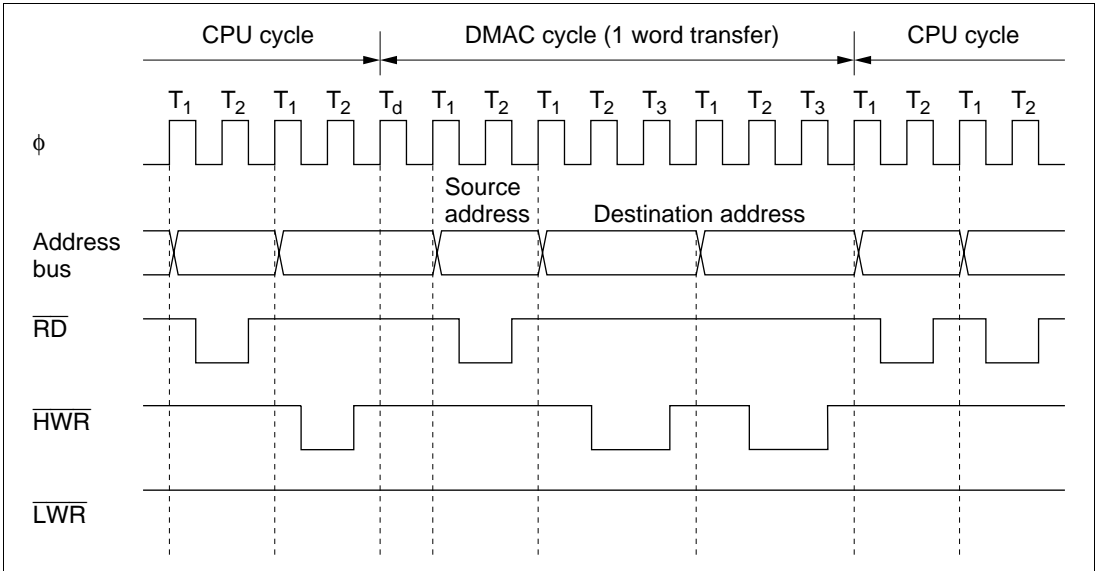 CPU cycle DMAC cycle (1 word transfer) CPU cycle
T1 T2 T1 T2 Td T1 T2 T1 T2 T3 T1 T2 T3 T1 T2 T1 T2
ϕ
Source
address Destination address
Address
bus
RD
HWR
LWR